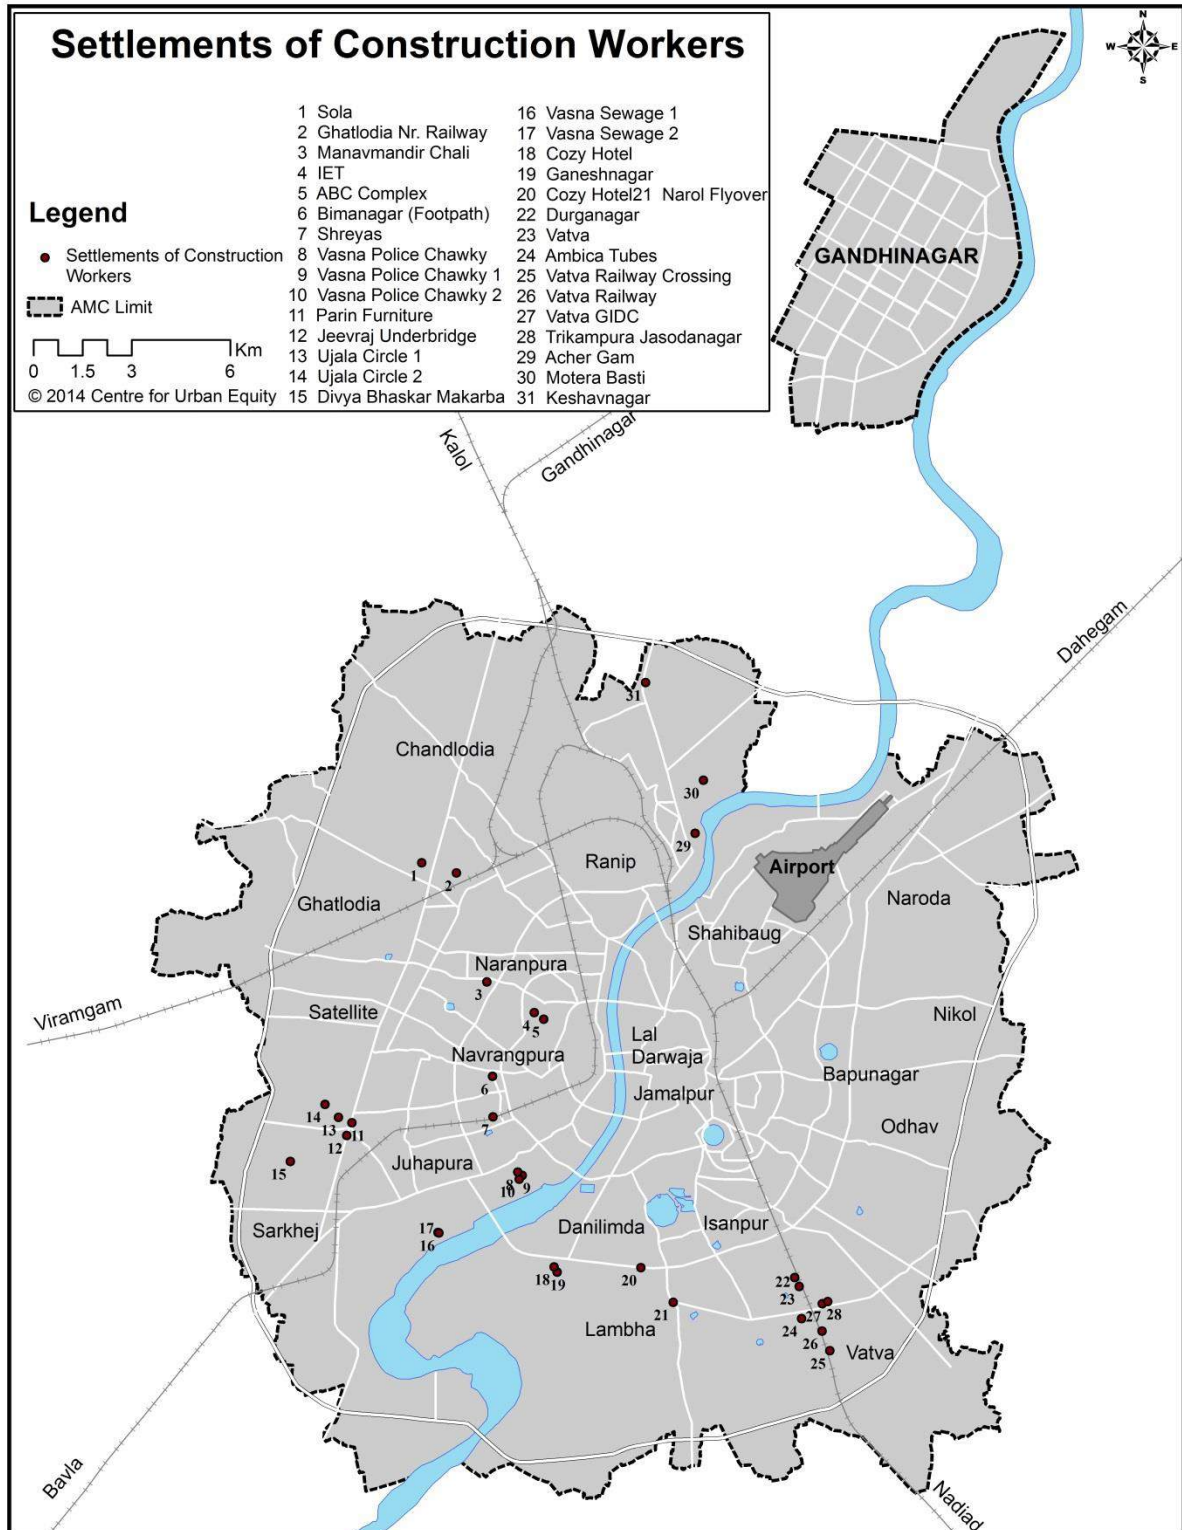 Settlements of Construction Workers
Legend
Settlements of Construction
Workers
AMC Limit
Km
0 1.5 3 6
© 2014 Centre for Urban Equity
1 Sola
2 Ghatlodia Nr. Railway
3 Manavmandir Chali
4 IET
5 ABC Complex
6 Bimanagar (Footpath)
7 Shreyas
8 Vasna Police Chawky
9 Vasna Police Chawky 1
10 Vasna Police Chawky 2
11 Parin Furniture
12 Jeevraj Underbridge
13 Ujala Circle 1
14 Ujala Circle 2
15 Divya Bhaskar Makarba
16 Vasna Sewage 1
17 Vasna Sewage 2
18 Cozy Hotel
19 Ganeshnagar
20 Cozy Hotel21 Narol Flyover
22 Durganagar
23 Vatva
24 Ambica Tubes
25 Vatva Railway Crossing
26 Vatva Railway
27 Vatva GIDC
28 Trikampura Jasodanagar
29 Acher Gam
30 Motera Basti
31 Keshavnagar
N
W E
S
GANDHINAGAR
Kalol
Gandhinagar
Dahegam
31
Chandlodia
30
29
Ranip
Airport
1
2
Ghatlodia
Naroda
Shahibaug
Naranpura
3
Satellite
4
5
Nikol
Viramgam
Lal
Darwaja
Navrangpura
Bapunagar
6
Jamalpur
14
13
11
7
12
Odhav
15
Juhapura
8
9
10
Sarkhej
17
16
Danilimda
Isanpur
18
19
20
22
23
21
27
28
24
Lambha
26
25
Vatva
Bavla
Nadiad